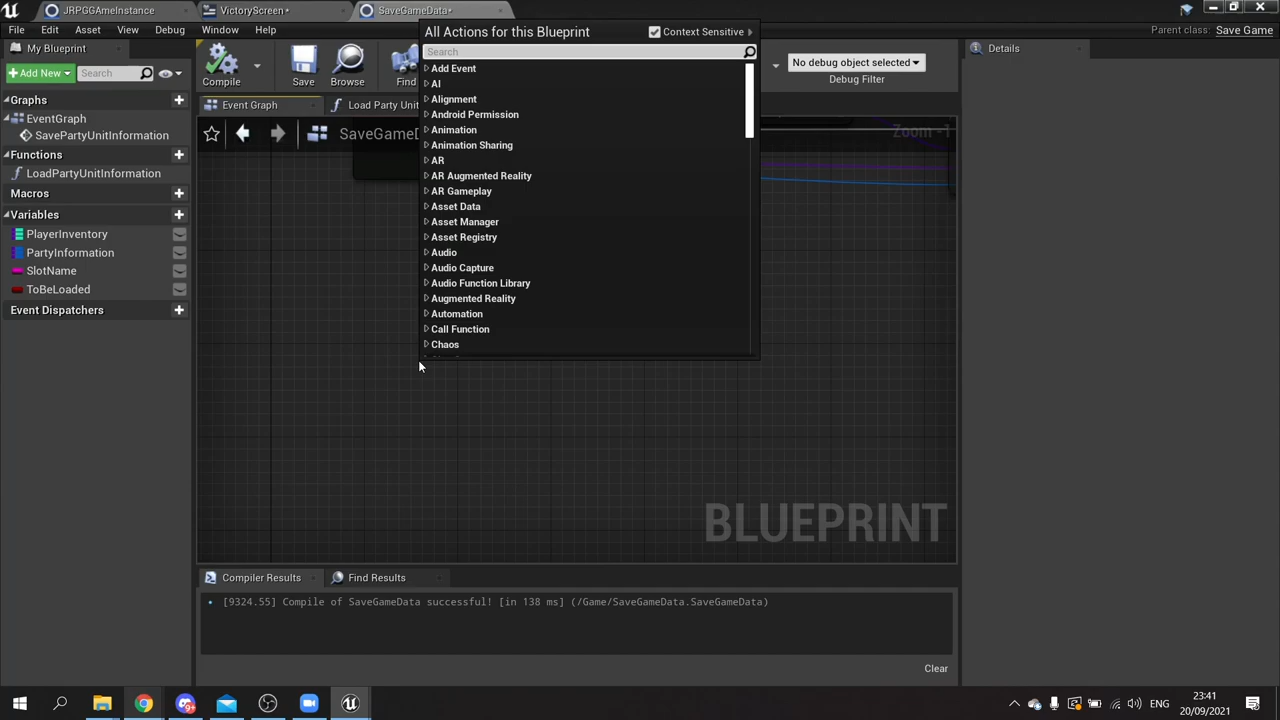 JRPGGAmeInstance
VictoryScreen•
SaveGameData•
File
Edit
Asset
View
Debug
Window
Help
Parent class: Save Game
My Blueprint
Add New
Search
Compile
Save
Browse
Find
All Actions for this Blueprint
Context Sensitive
Search
No debug object selected
Debug Filter
Details
Graphs
EventGraph
SavePartyUnitInformation
Functions
LoadPartyUnitInformation
Macros
Variables
PlayerInventory
PartyInformation
SlotName
ToBeLoaded
Event Dispatchers
Event Graph
Load Party Uni
SaveGameD
Zoom -1
Add Event
AI
Alignment
Android Permission
Animation
Animation Sharing
AR
AR Augmented Reality
AR Gameplay
Asset Data
Asset Manager
Asset Registry
Audio
Audio Capture
Audio Function Library
Augmented Reality
Automation
Call Function
Chaos
BLUEPRINT
Compiler Results
Find Results
[9324.55] Compile of SaveGameData successful! [in 138 ms] (/Game/SaveGameData.SaveGameData)
Clear
ENG
23:41
20/09/2021